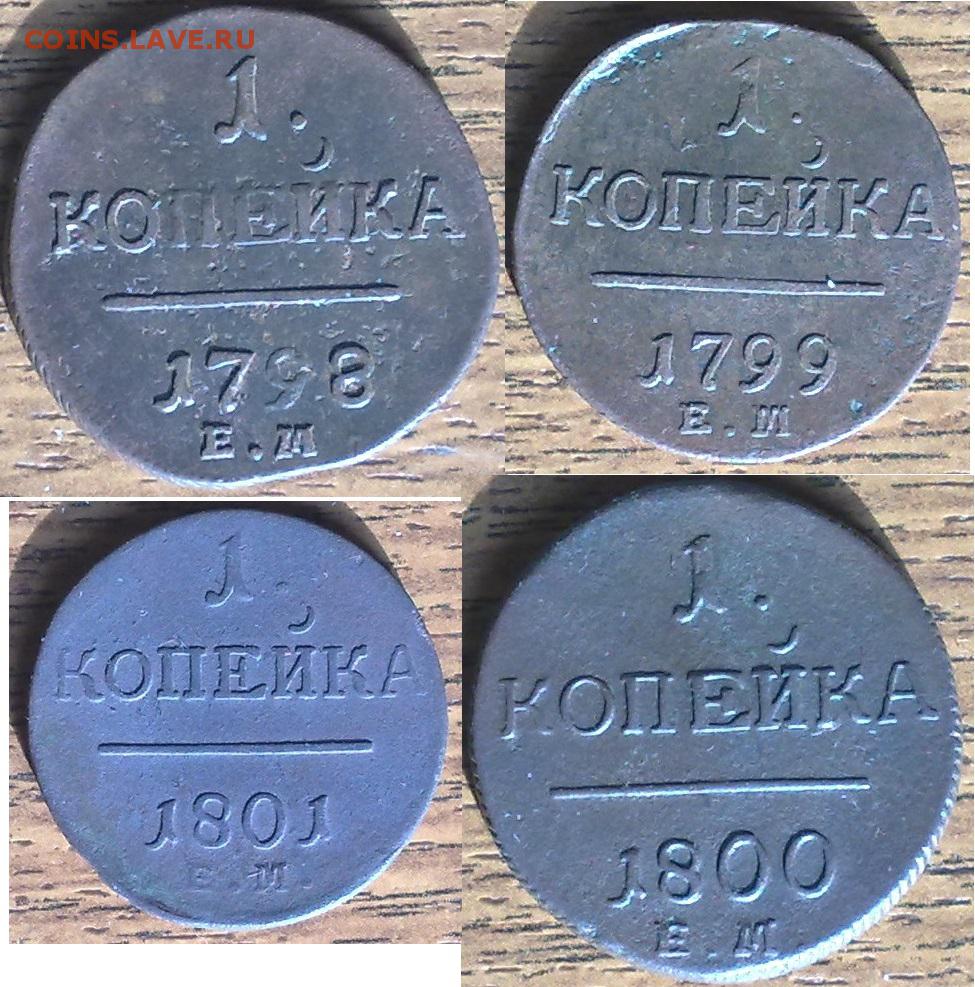 COINS.LAVE.RU
1.
КОПЕЙКА
1798
Е.М
1.
КОПЕЙКА
1799
Е.М.
1.
КОПЕЙКА
1801
Е.М.
1.
КОПЕЙКА
1800
Е.М.